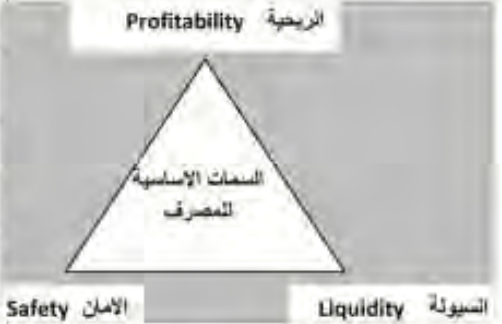 الربحية Profitability
السمات الاساسية
للمصرف
الامان Safety
السيولة Liquidity